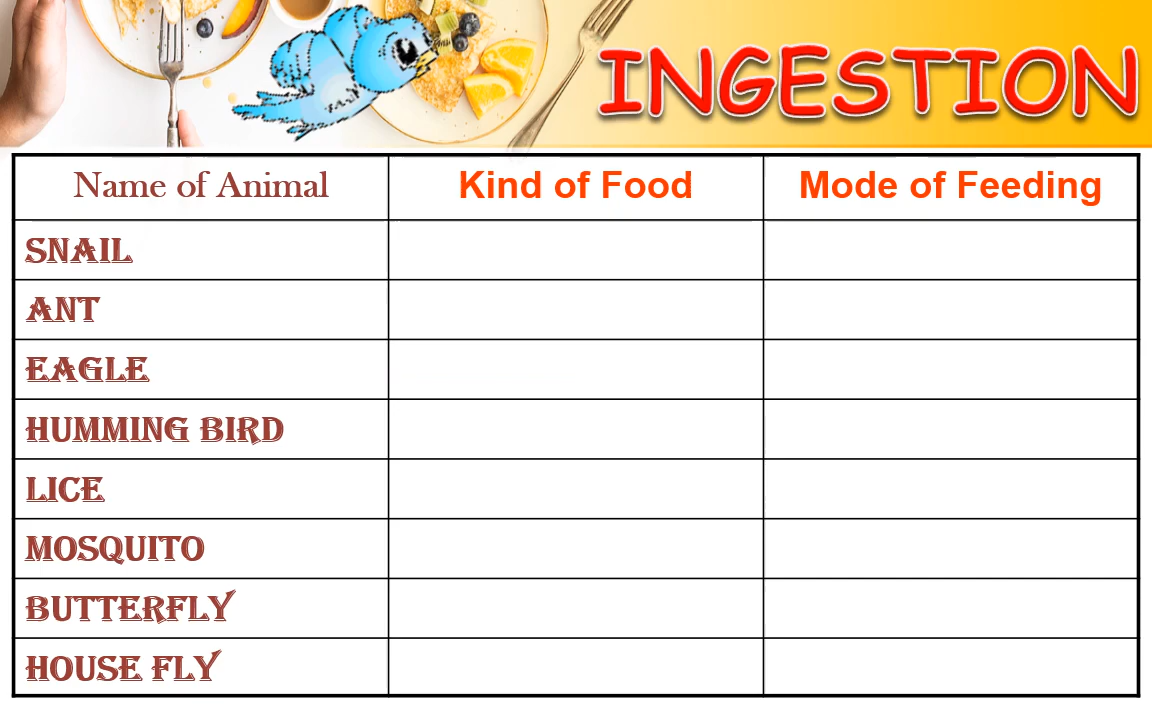 INGESTION
Name of Animal Kind of Food Mode of Feeding
SNAIL
ANT
EAGLE
HUMMING BIRD
LICE
MOSQUITO
BUTTERFLY
HOUSE FLY